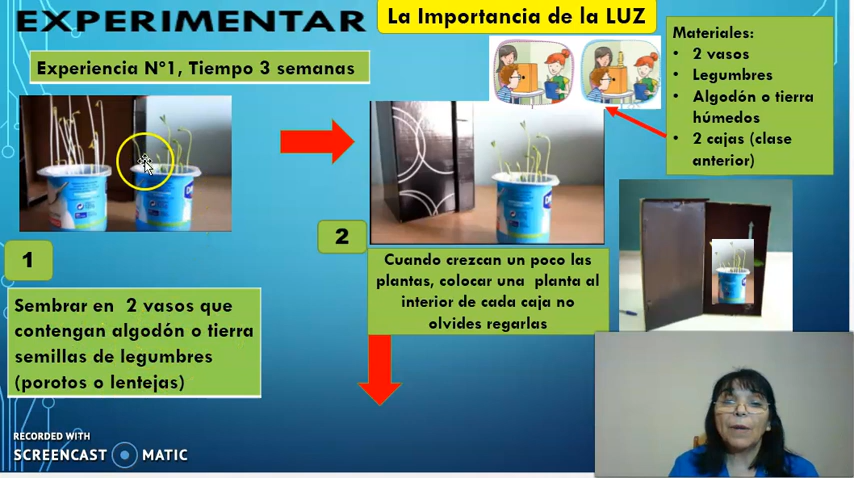 EXPERIMENTAR
La Importancia de la LUZ
Experiencia N°1, Tiempo 3 semanas
Materiales:
• 2 vasos
• Legumbres
• Algodón o tierra
húmedos
• 2 cajas (clase
anterior)
1
Sembrar en 2 vasos que
contengan algodón o tierra
semillas de legumbres
(porotos o lentejas)
2
Cuando crezcan un poco las
plantas, colocar una planta al
interior de cada caja no
olvides regarlas
RECORDED WITH
SCREENCAST MATIC